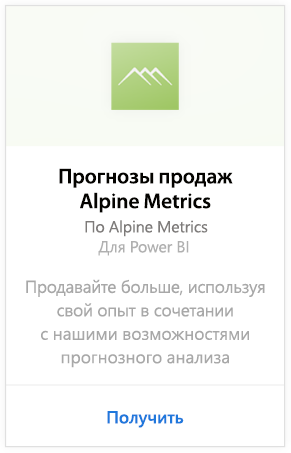 Прогнозы продаж
Alpine Metrics
По Alpine Metrics
Для Power BI
Продавайте больше, используя
свой опыт в сочетании
с нашими возможностями
прогнозного анализа
Получить